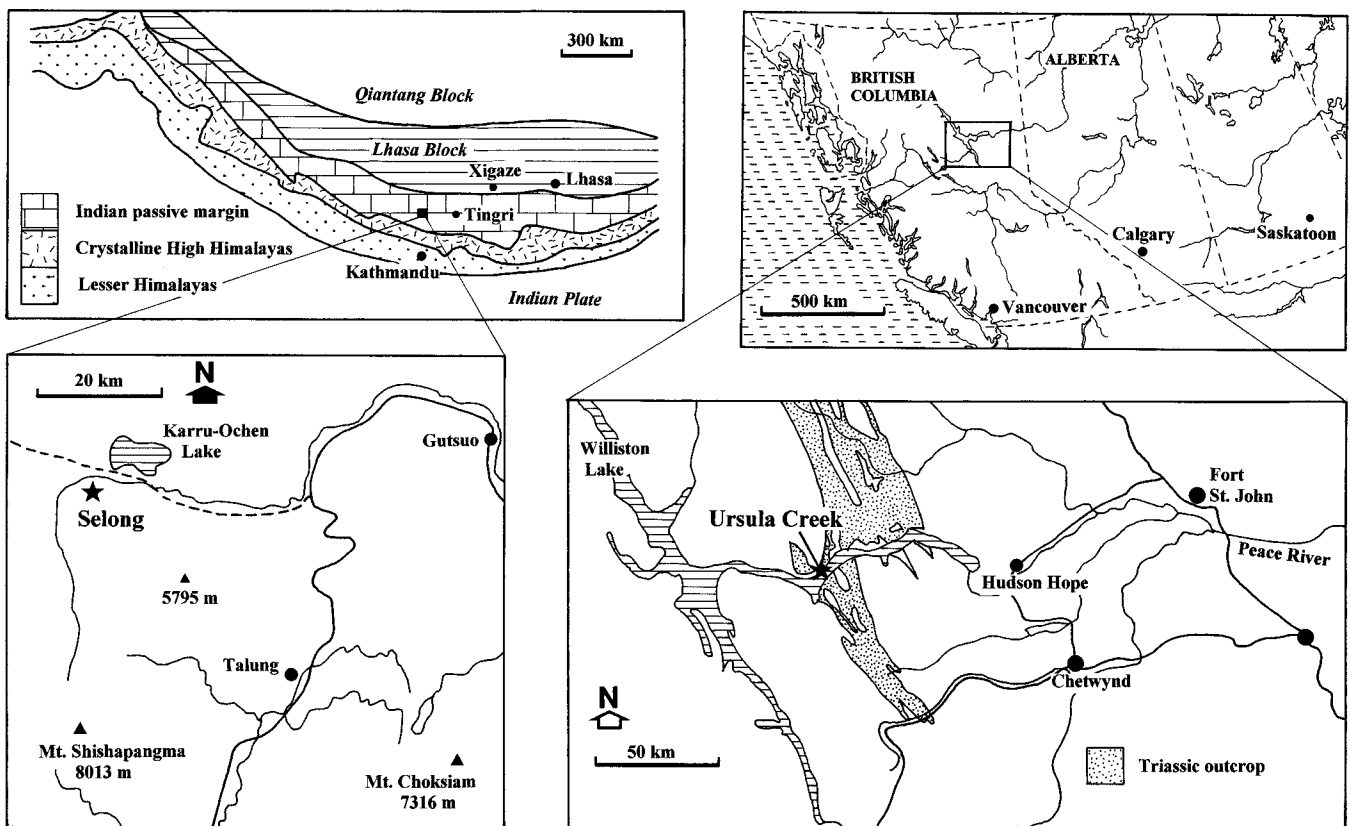 300 km
Qiantang Block
Lhasa Block
Xigaze
Lhasa
Tingri
Kathmandu
Indian Plate
Indian passive margin
Crystalline High Himalayas
Lesser Himalayas
BRITISH
COLUMBIA
ALBERTA
Calgary
Saskatoon
500 km
Vancouver
20 km
N
Karru-Ochen
Lake
Gutsuo
Selong
5795 m
Talung
Mt. Shishapangma
8013 m
Mt. Choksiam
7316 m
Williston
Lake
Ursula Creek
Fort
St. John
Peace River
Hudson Hope
Chetwynd
N
50 km
Triassic outcrop